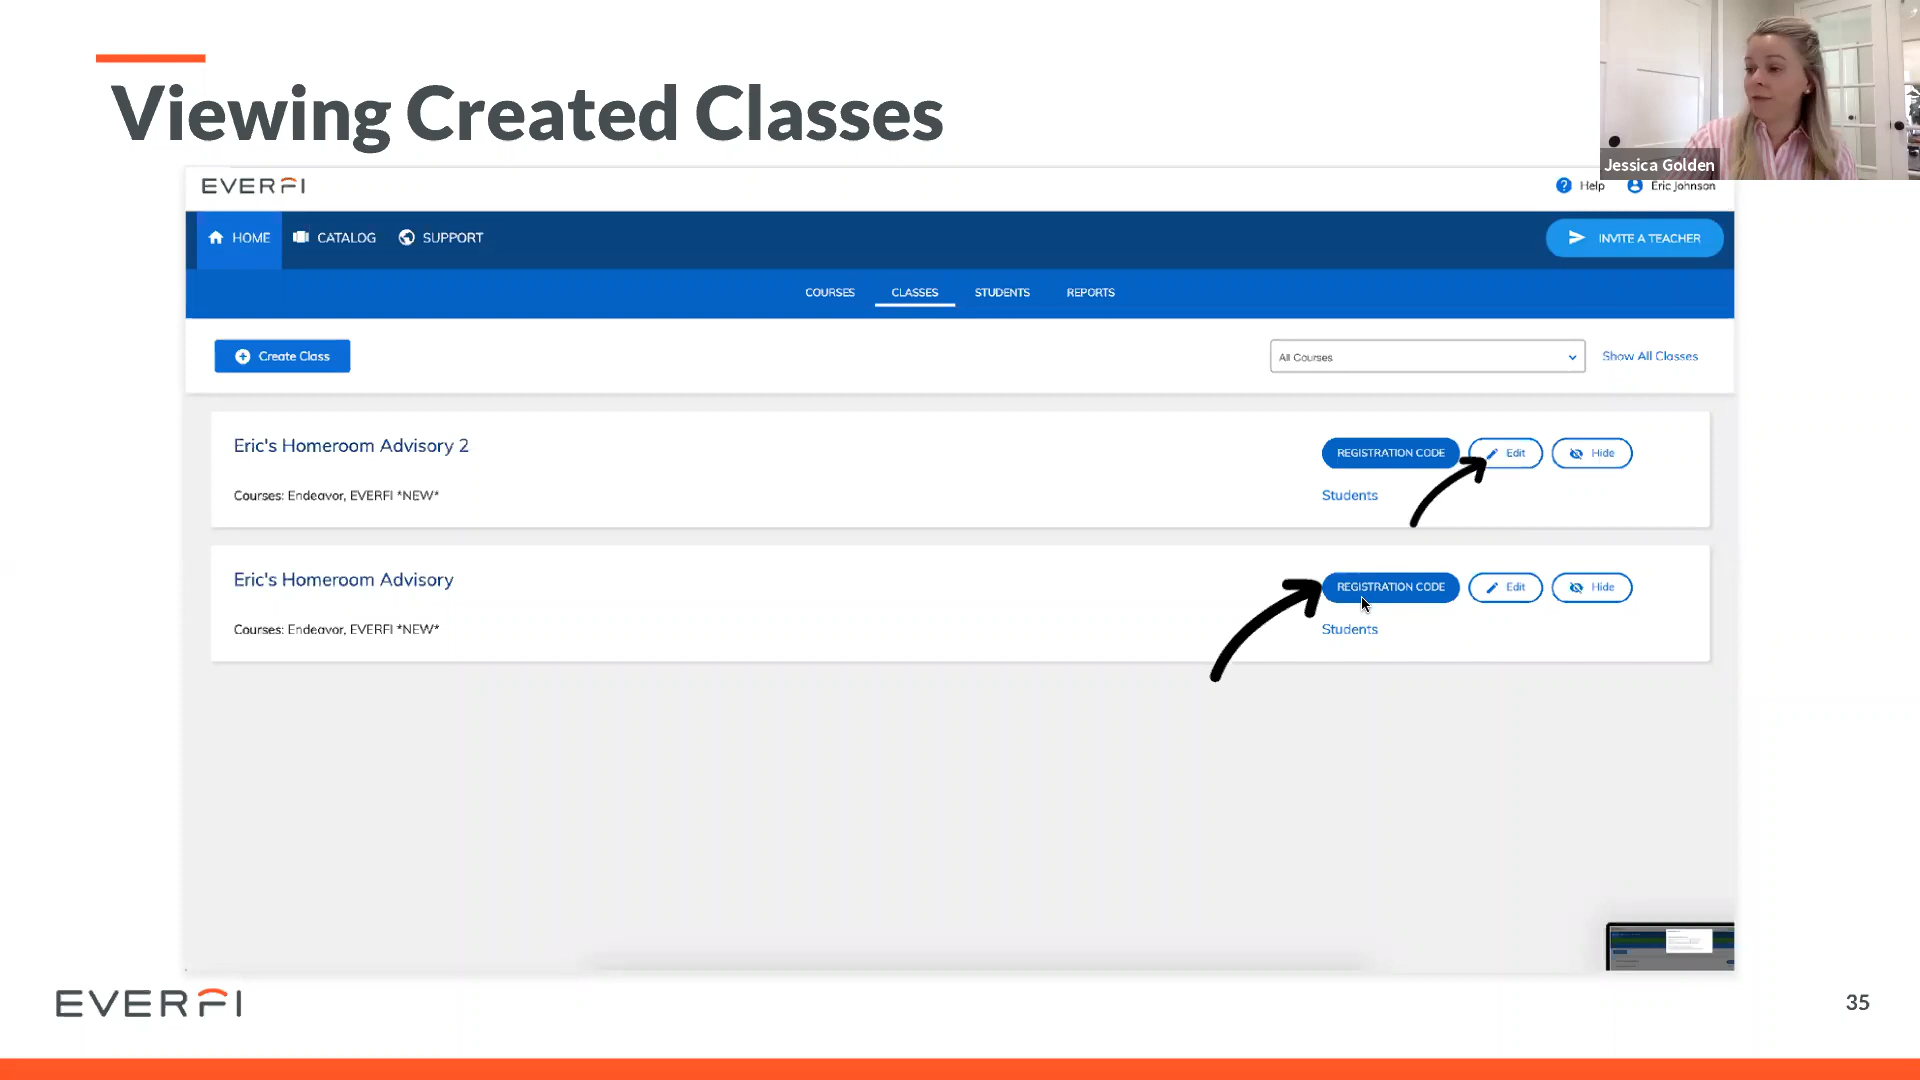 Viewing Created Classes
Jessica Golden
EVERFI
Help
Eric Johnson
HOME
CATALOG
SUPPORT
INVITE A TEACHER
COURSES
CLASSES
STUDENTS
REPORTS
Create Class
All Courses
Show All Classes
Eric's Homeroom Advisory 2
REGISTRATION CODE
Edit
Hide
Courses: Endeavor, EVERFI *NEW*
Students
Eric's Homeroom Advisory
REGISTRATION CODE
Edit
Hide
Courses: Endeavor, EVERFI *NEW*
Students
EVERFI
35